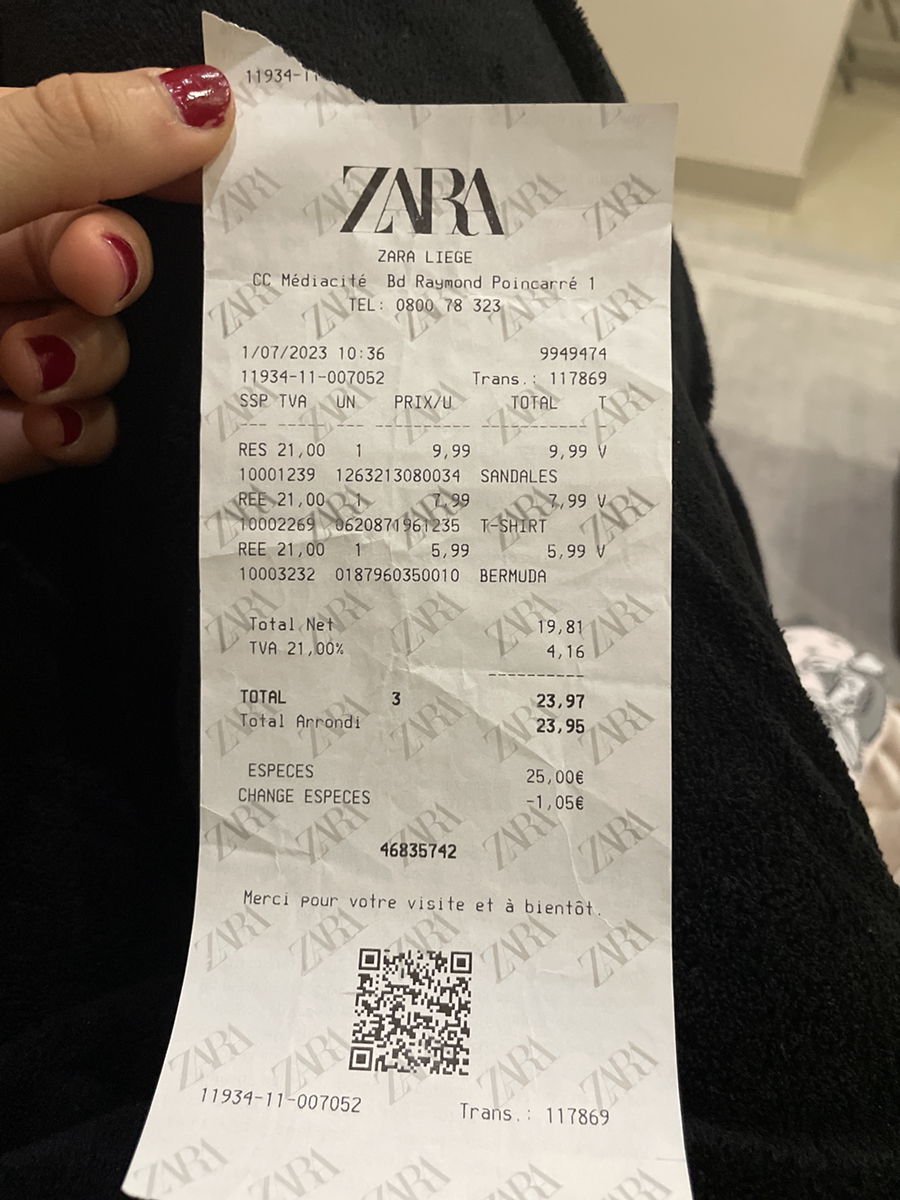 11934-11
ZARA
ZARA LIEGE
CC Médiacité Bd Raymond Poincarré 1
TEL: 0800 78 323
1/07/2023 10:36 9949474
11934-11-007052 Trans.: 117869
SSP TVA UN PRIX/U TOTAL T
--- ----- --- ---------- ---------- --
RES 21,00 1 9,99 9,99 V
10001239 1263213080034 SANDALES
REE 21,00 1 7,99 7,99 V
10002269 0620871961235 T-SHIRT
REE 21,00 1 5,99 5,99 V
10003232 0187960350010 BERMUDA
Total Net 19,81
TVA 21,00% 4,16
----------
TOTAL 3 23,97
Total Arrondi 23,95
ESPECES 25,00€
CHANGE ESPECES -1,05€
46835742
Merci pour votre visite et à bientôt.
11934-11-007052 Trans.: 117869